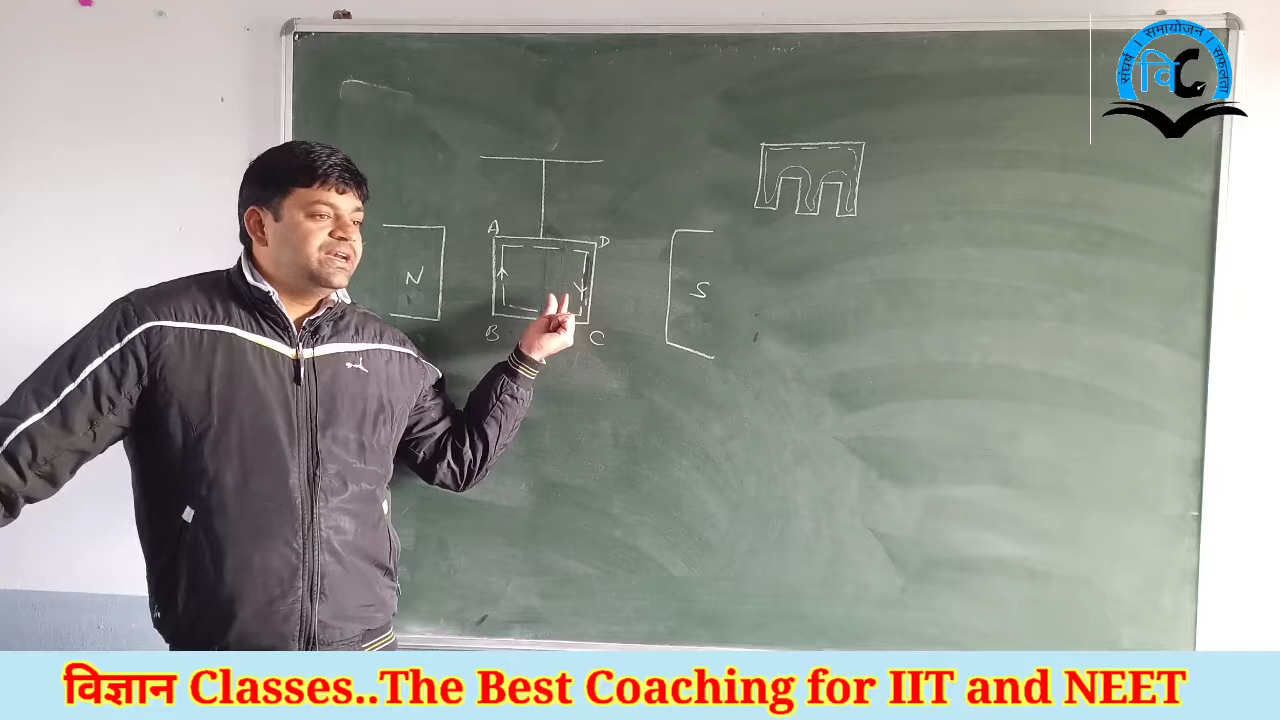 संघर्ष । समायोजन । सफलता
वि C
A
D
N
S
B
C
विज्ञान Classes..The Best Coaching for IIT and NEET